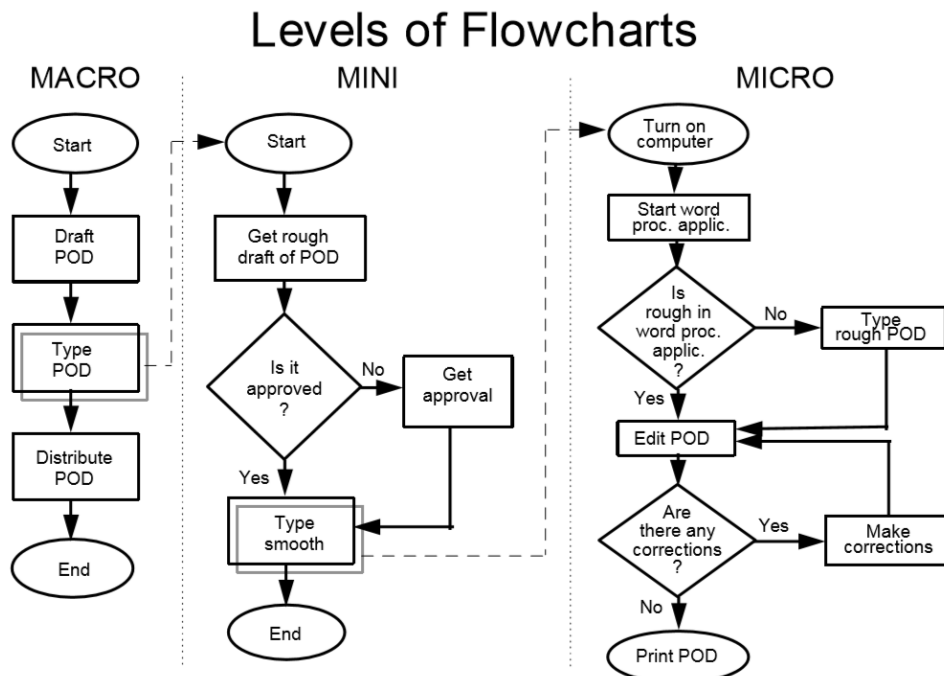 Levels of Flowcharts
MACRO
Start
Draft
POD
Type
POD
Distribute
POD
End
MINI
Start
Get rough
draft of POD
Is it
approved
?
No
Get
approval
Yes
Type
smooth
End
MICRO
Turn on
computer
Start word
proc. applic.
Is
rough in
word proc.
applic.
?
No
Type
rough POD
Yes
Edit POD
Are
there any
corrections
?
Yes
Make
corrections
No
Print POD